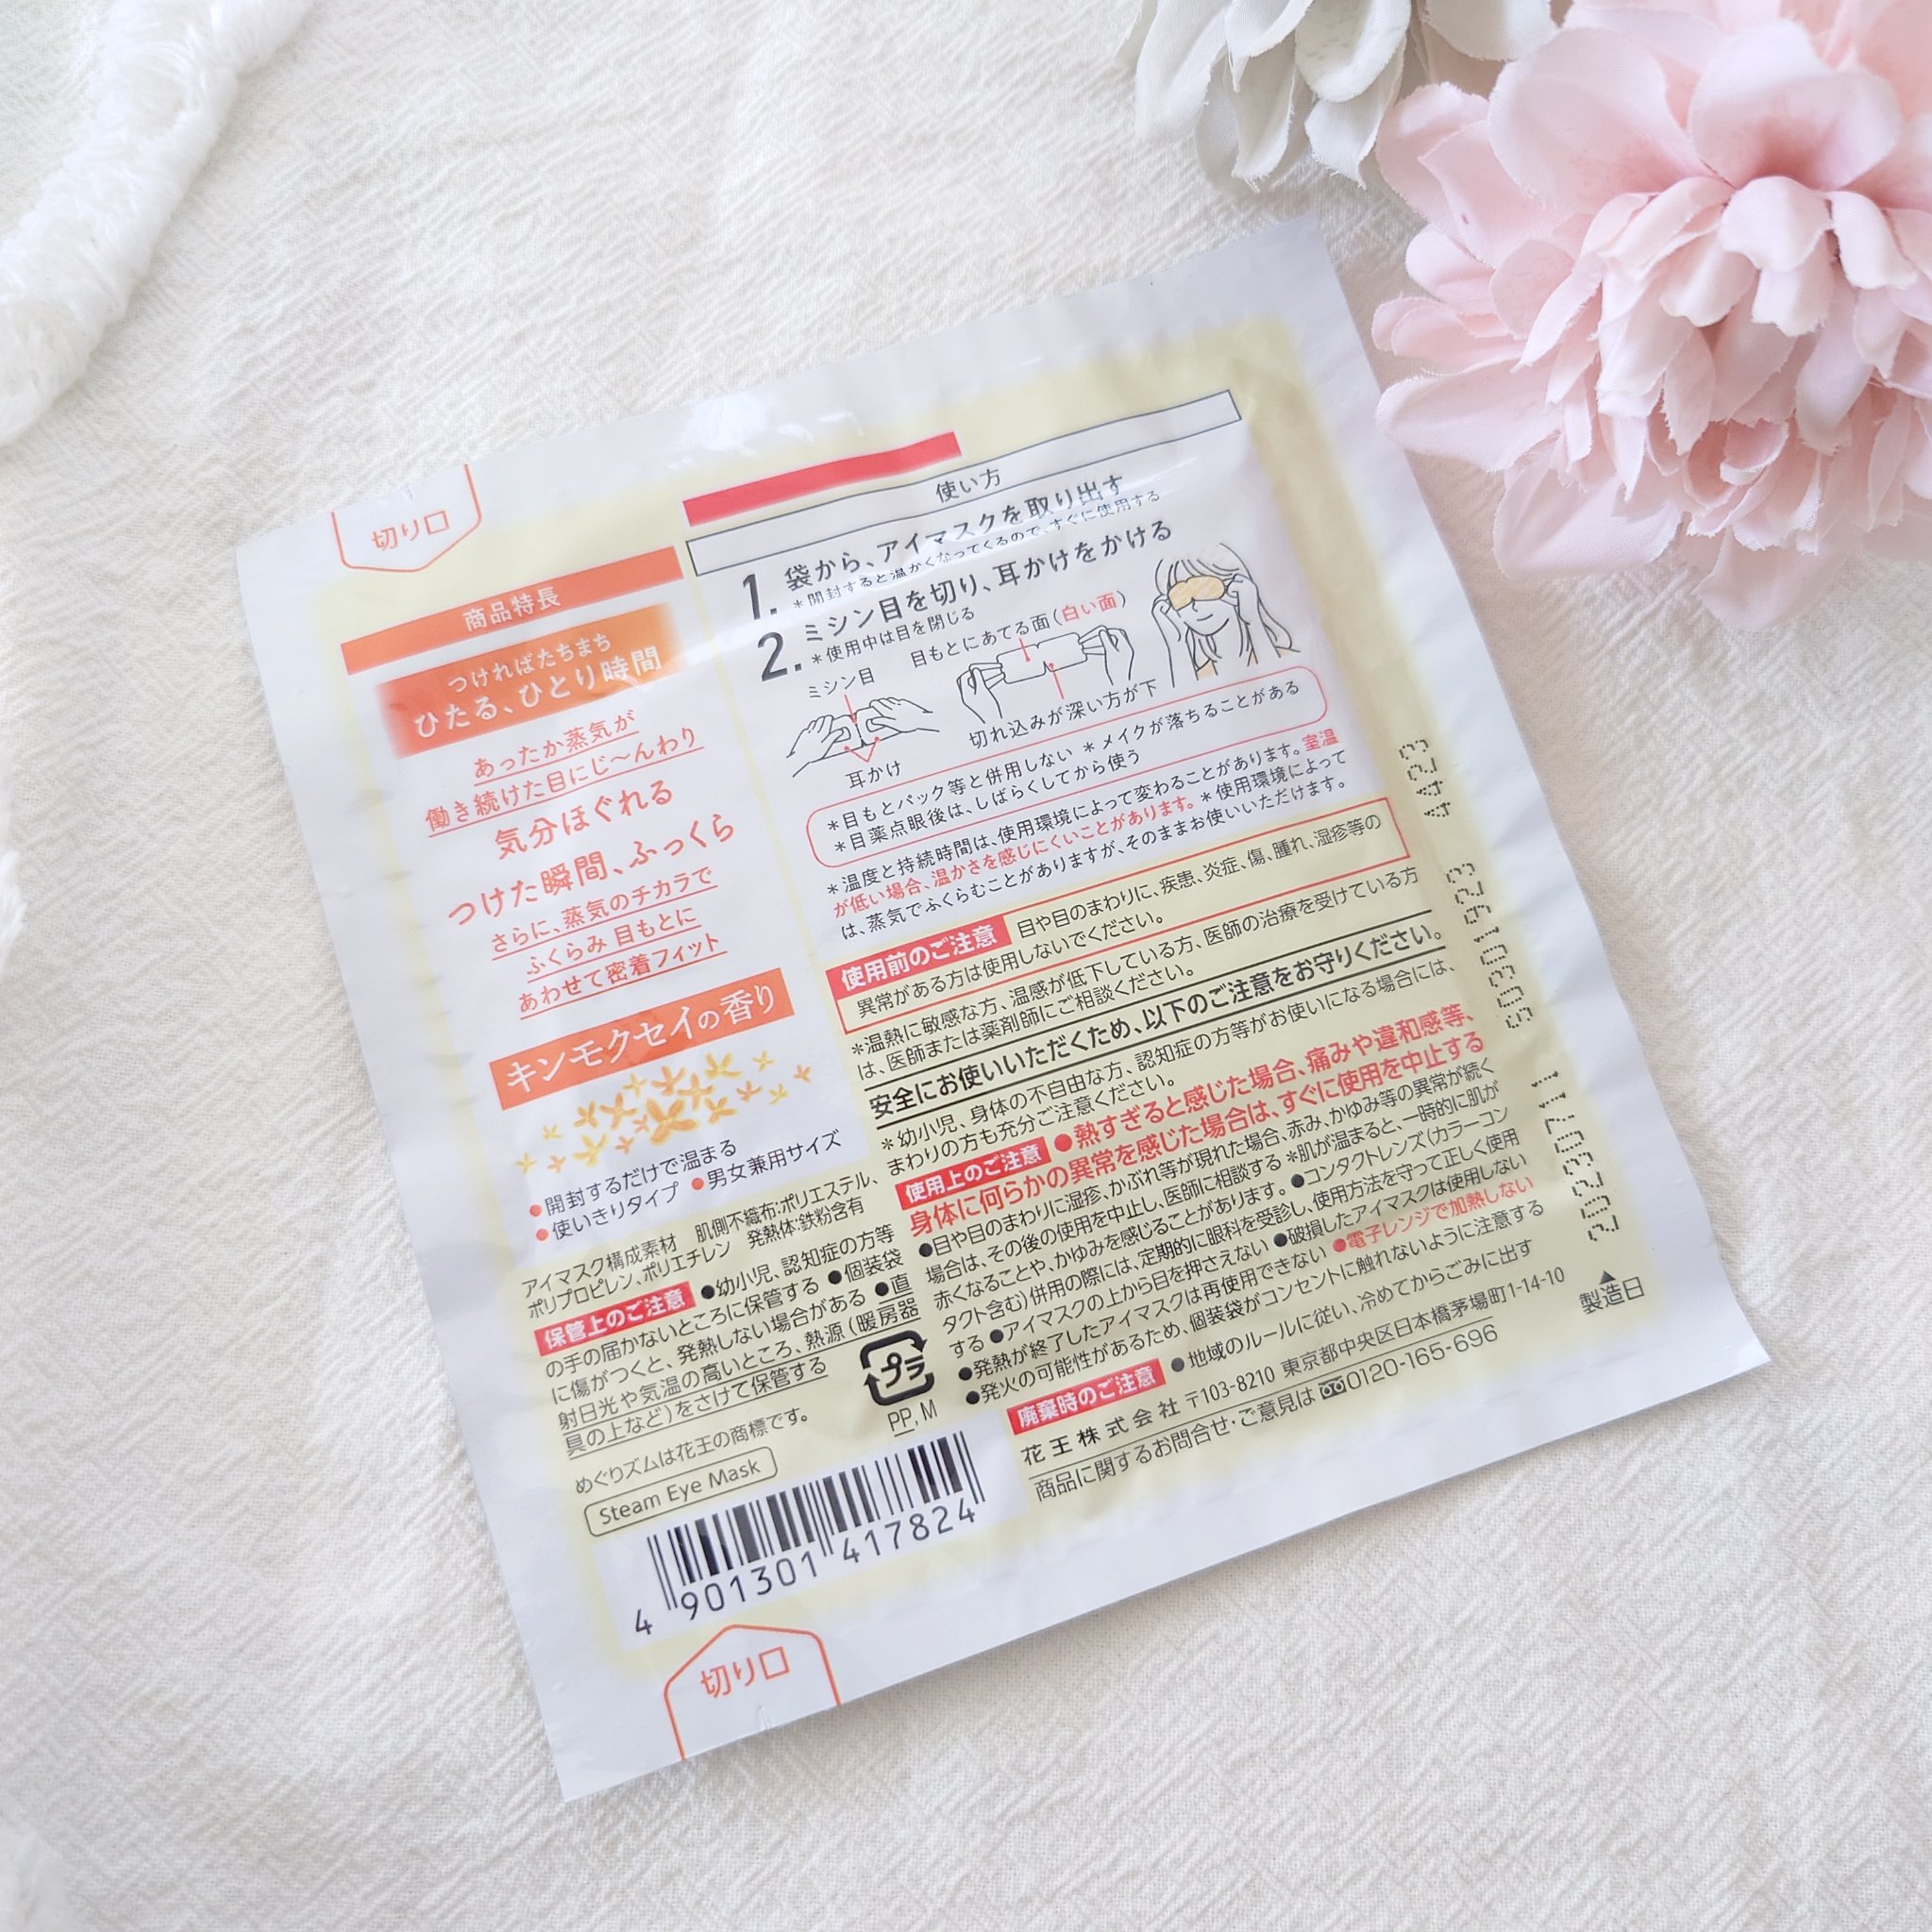 切り口
商品特長
つければたちまち
ひたる、ひとり時間
あったか蒸気が
働き続けた目にじ〜んわり
気分ほぐれる
つけた瞬間、ふっくら
さらに、蒸気のチカラで
ふくらみ 目もとに
あわせて密着フィット
キンモクセイの香り
●開封するだけで温まる
●使いきりタイプ ●男女兼用サイズ
アイマスク構成素材 肌側不織布:ポリエステル、
ポリプロピレン、ポリエチレン 発熱体:鉄粉含有
保管上のご注意 ●幼小児、認知症の方等
の手の届かないところに保管する ●個装袋
に傷がつくと、発熱しない場合がある ●直
射日光や気温の高いところ、熱源(暖房器
具の上など)をさけて保管する
プラ
PP, M
めぐりズムは花王の商標です。
Steam Eye Mask
4 901301 417824
切り口
使い方
1. 袋から、アイマスクを取り出す
*開封すると温かくなってくるので、すぐに使用する
2. ミシン目を切り、耳かけをかける
*使用中は目を閉じる
ミシン目
目もとにあてる面(白い面)
耳かけ
切れ込みが深い方が下
*目もとパック等と併用しない *メイクが落ちることがある
*目薬点眼後は、しばらくしてから使う
*温度と持続時間は、使用環境によって変わることがあります。室温
が低い場合、温かさを感じにくいことがあります。*使用環境によって
は、蒸気でふくらむことがありますが、そのままお使いいただけます。
使用前のご注意 目や目のまわりに、疾患、炎症、傷、腫れ、湿疹等の
異常がある方は使用しないでください。
*温熱に敏感な方、温感が低下している方、医師の治療を受けている方
は、医師または薬剤師にご相談ください。
安全にお使いいただくため、以下のご注意をお守りください。
*幼小児、身体の不自由な方、認知症の方等がお使いになる場合には、
まわりの方も充分ご注意ください。
使用上のご注意 ●熱すぎると感じた場合、痛みや違和感等、
身体に何らかの異常を感じた場合は、すぐに使用を中止する
●目や目のまわりに湿疹、かぶれ等が現れた場合、赤み、かゆみ等の異常が続く
場合は、その後の使用を中止し、医師に相談する *肌が温まると、一時的に肌が
赤くなることや、かゆみを感じることがあります。 ●コンタクトレンズ(カラーコン
タクト含む)併用の際には、定期的に眼科を受診し、使用方法を守って正しく使用
する ●アイマスクの上から目を押さえない ●破損したアイマスクは使用しない
●発熱が終了したアイマスクは再使用できない ●電子レンジで加熱しない
●発火の可能性があるため、個装袋がコンセントに触れないように注意する
廃棄時のご注意 ●地域のルールに従い、冷めてからごみに出す
花王株式会社 〒103-8210 東京都中央区日本橋茅場町1-14-10
商品に関するお問合せ・ご意見は 0120-165-696
製造日